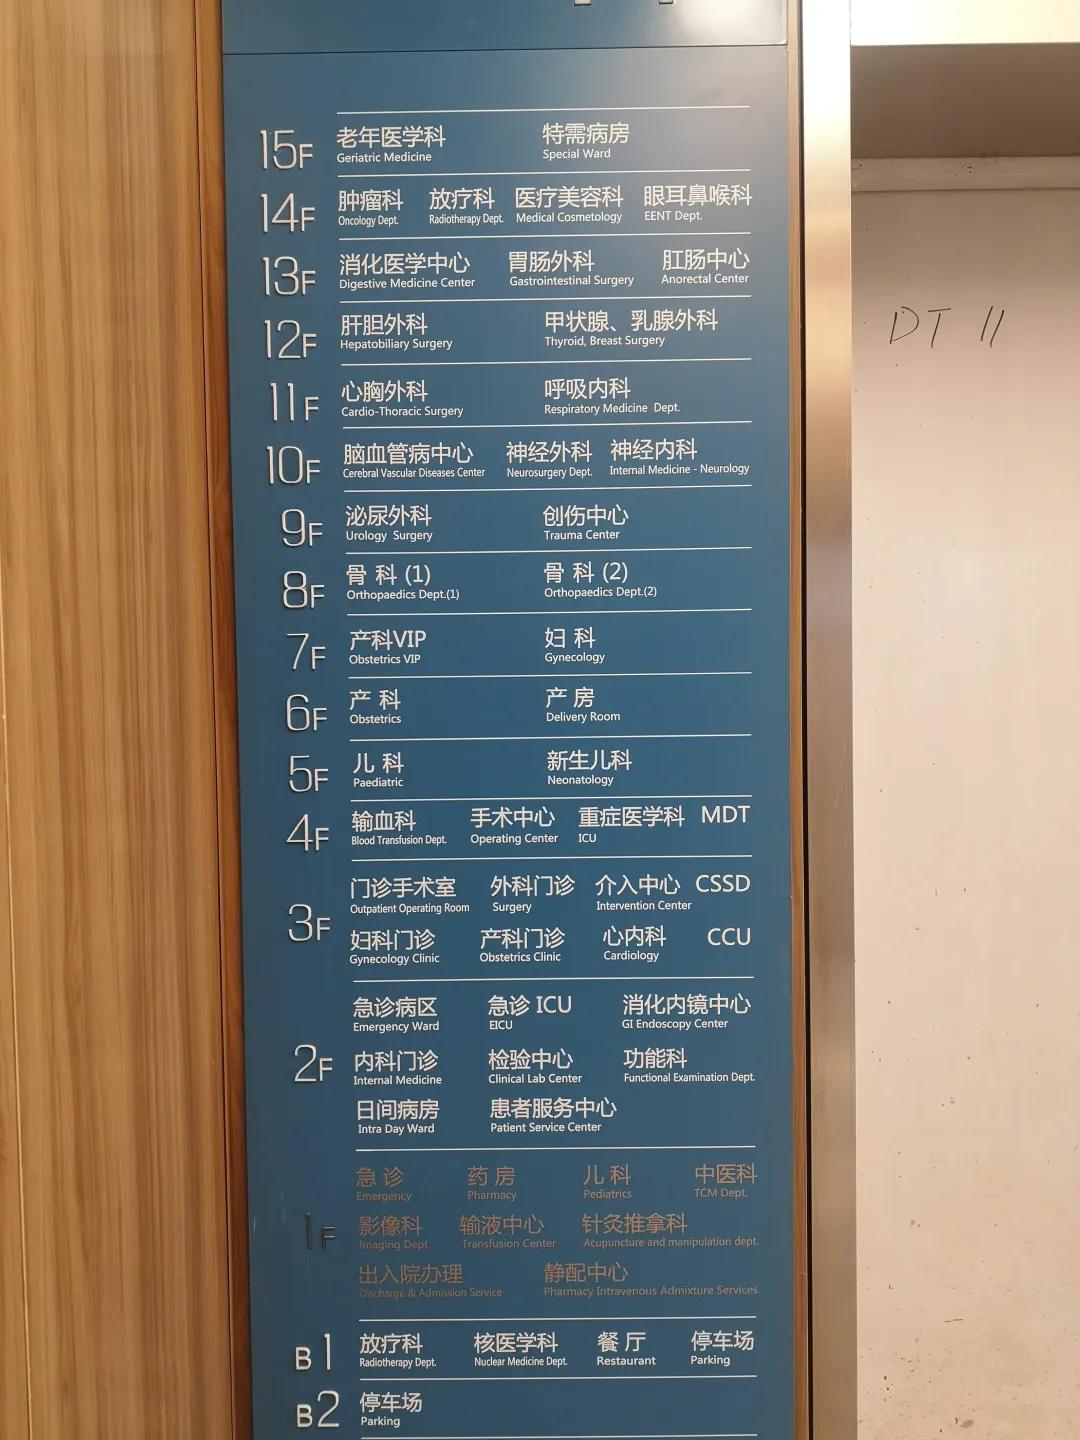 15F 老年医学科 特需病房
Geriatric Medicine Special Ward
14F 肿瘤科 放疗科 医疗美容科 眼耳鼻喉科
Oncology Dept. Radiotherapy Dept. Medical Cosmetology EENT Dept.
13F 消化医学中心 胃肠外科 肛肠中心
Digestive Medicine Center Gastrointestinal Surgery Anorectal Center
12F 肝胆外科 甲状腺、乳腺外科
Hepatobiliary Surgery Thyroid, Breast Surgery
11F 心胸外科 呼吸内科
Cardio-Thoracic Surgery Respiratory Medicine Dept.
10F 脑血管病中心 神经外科 神经内科
Cerebral Vascular Diseases Center Neurosurgery Dept. Internal Medicine - Neurology
9F 泌尿外科 创伤中心
Urology Surgery Trauma Center
8F 骨 科 (1) 骨 科 (2)
Orthopaedics Dept.(1) Orthopaedics Dept.(2)
7F 产科VIP 妇 科
Obstetrics VIP Gynecology
6F 产 科 产 房
Obstetrics Delivery Room
5F 儿 科 新生儿科
Paediatric Neonatology
4F 输血科 手术中心 重症医学科 MDT
Blood Transfusion Dept. Operating Center ICU
3F 门诊手术室 外科门诊 介入中心 CSSD
Outpatient Operating Room Surgery Intervention Center
妇科门诊 产科门诊 心内科 CCU
Gynecology Clinic Obstetrics Clinic Cardiology
2F 急诊病区 急诊 ICU 消化内镜中心
Emergency Ward EICU GI Endoscopy Center
内科门诊 检验中心 功能科
Internal Medicine Clinical Lab Center Functional Examination Dept.
日间病房 患者服务中心
Intra Day Ward Patient Service Center
1F 急 诊 药 房 儿 科 中医科
Emergency Pharmacy Pediatrics TCM Dept.
影像科 输液中心 针灸推拿科
Imaging Dept. Transfusion Center Acupuncture and manipulation dept.
出入院办理 静配中心
Discharge & Admission Service Pharmacy Intravenous Admixture Services
B1 放疗科 核医学科 餐 厅 停车场
Radiotherapy Dept. Nuclear Medicine Dept. Restaurant Parking
B2 停车场
Parking
DT 11